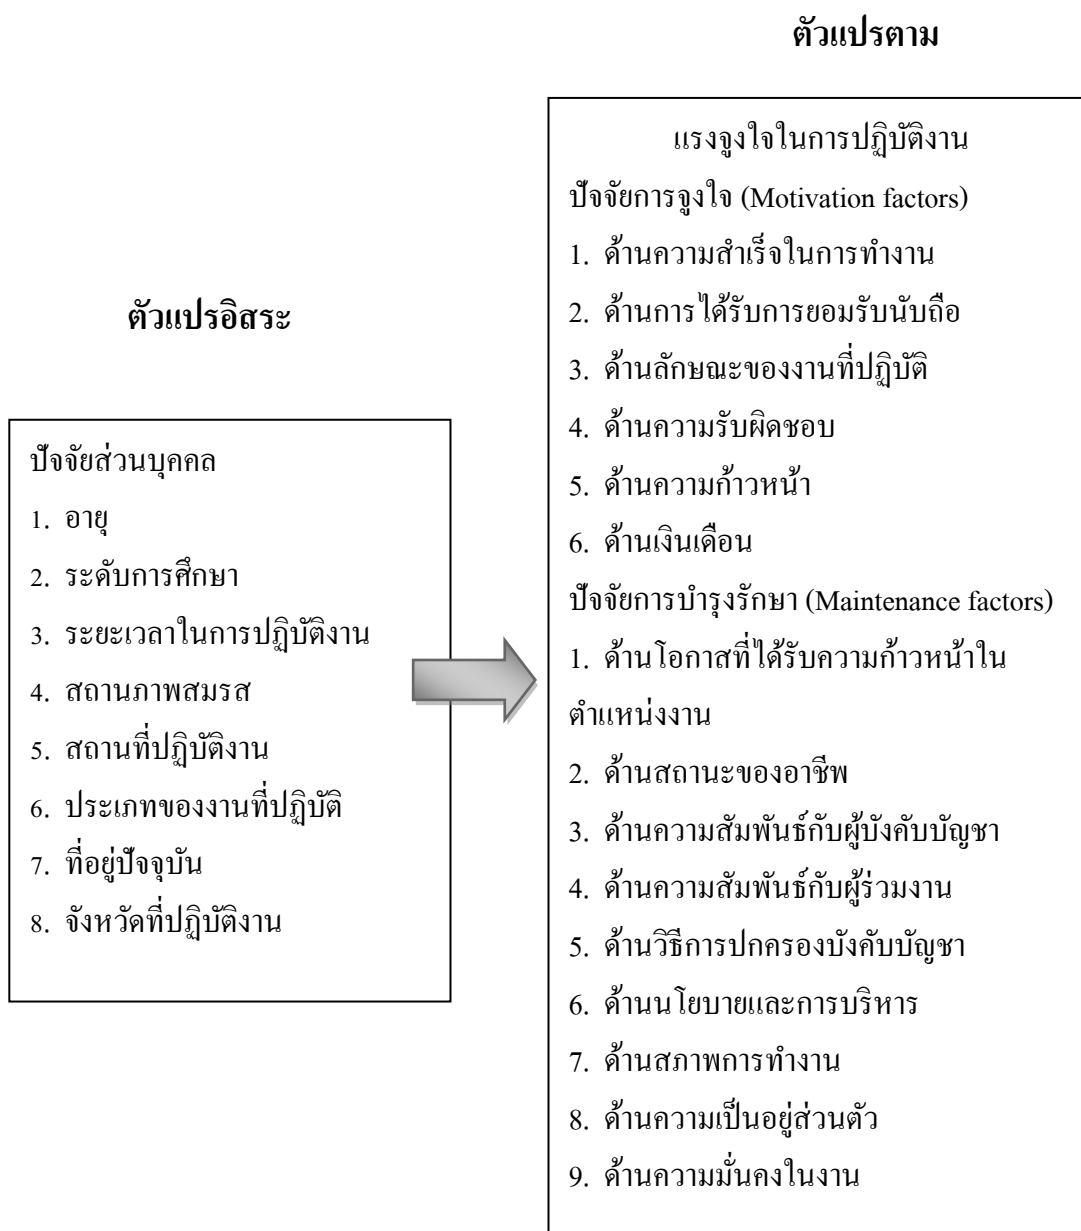 ตัวแปรอิสระ
ปัจจัยส่วนบุคคล
1. อายุ
2. ระดับการศึกษา
3. ระยะเวลาในการปฏิบัติงาน
4. สถานภาพสมรส
5. สถานที่ปฏิบัติงาน
6. ประเภทของงานที่ปฏิบัติ
7. ที่อยู่ปัจจุบัน
8. จังหวัดที่ปฏิบัติงาน
ตัวแปรตาม
แรงจูงใจในการปฏิบัติงาน
ปัจจัยการจูงใจ (Motivation factors)
1. ด้านความสำเร็จในการทำงาน
2. ด้านการได้รับการยอมรับนับถือ
3. ด้านลักษณะของงานที่ปฏิบัติ
4. ด้านความรับผิดชอบ
5. ด้านความก้าวหน้า
6. ด้านเงินเดือน
ปัจจัยการบำรุงรักษา (Maintenance factors)
1. ด้านโอกาสที่ได้รับความก้าวหน้าใน
ตำแหน่งงาน
2. ด้านสถานะของอาชีพ
3. ด้านความสัมพันธ์กับผู้บังคับบัญชา
4. ด้านความสัมพันธ์กับผู้ร่วมงาน
5. ด้านวิธีการปกครองบังคับบัญชา
6. ด้านนโยบายและการบริหาร
7. ด้านสภาพการทำงาน
8. ด้านความเป็นอยู่ส่วนตัว
9. ด้านความมั่นคงในงาน